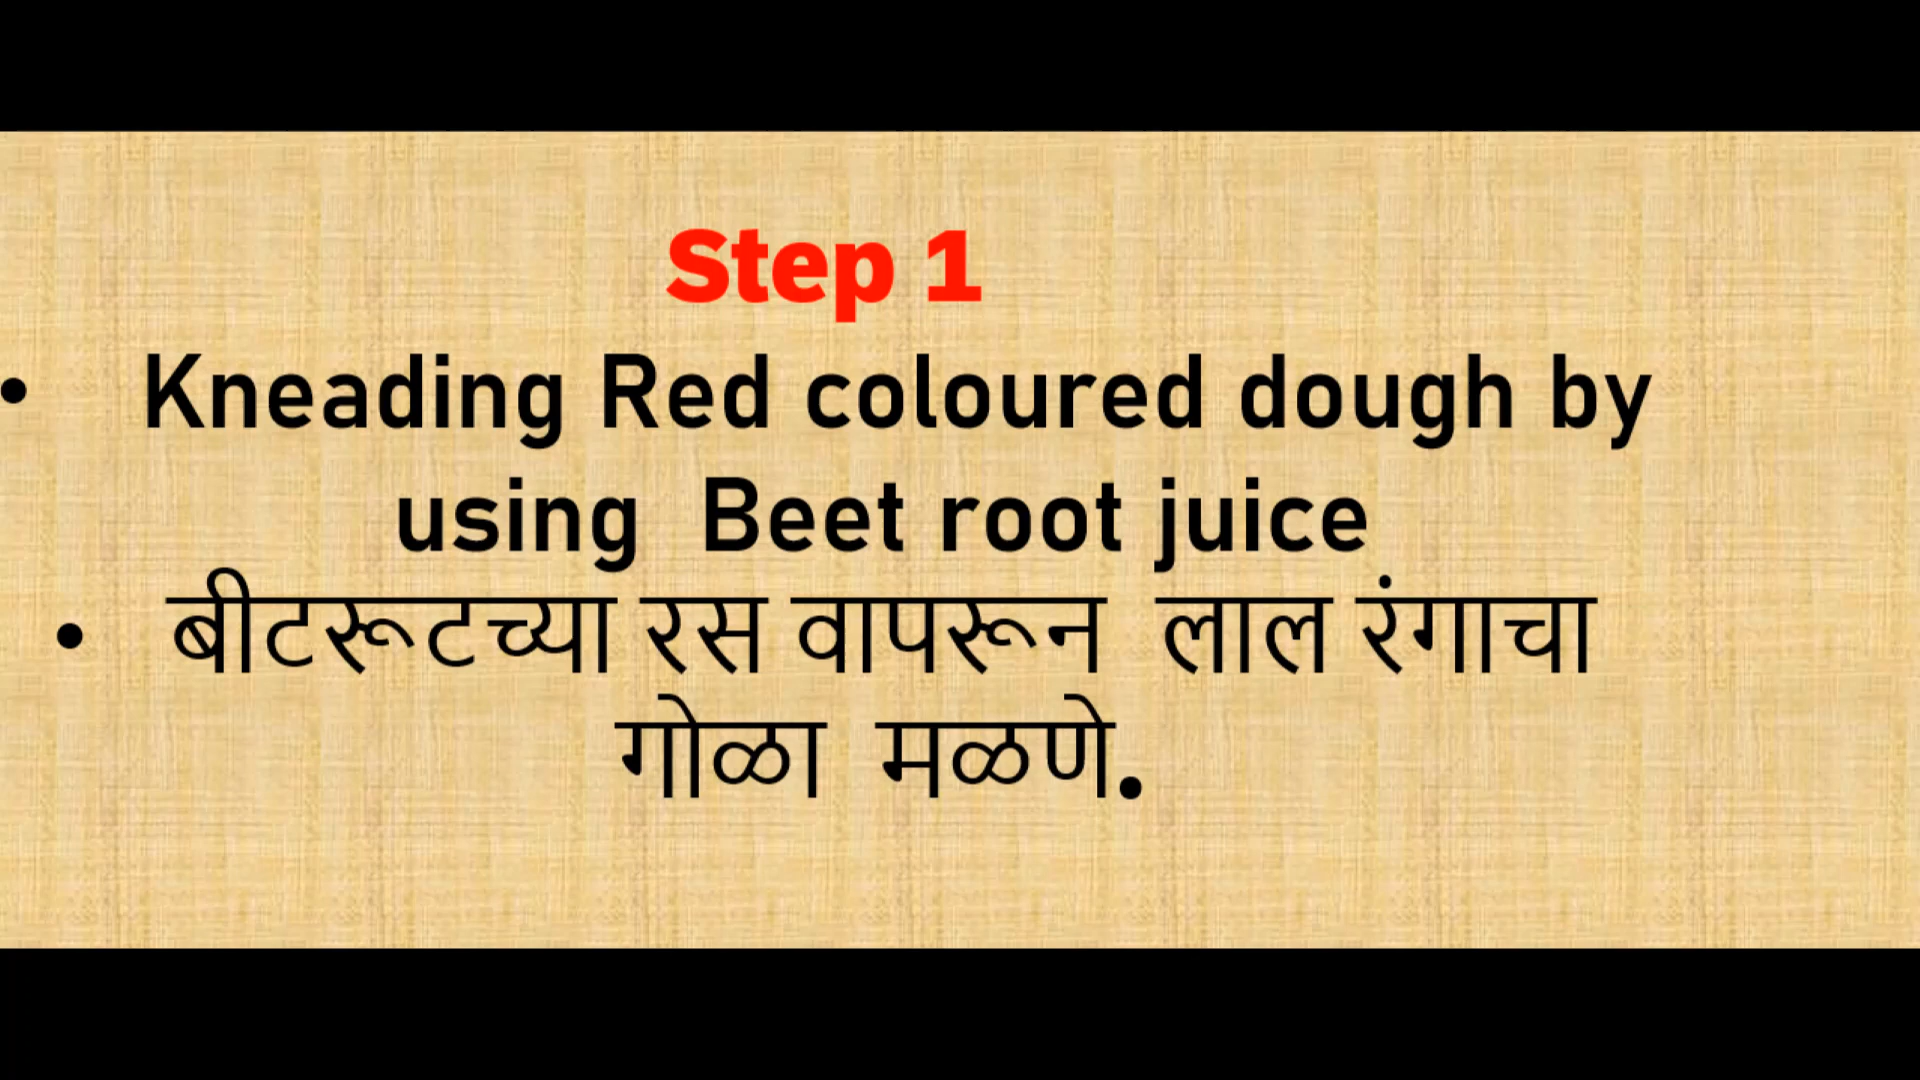 Step 1
• Kneading Red coloured dough by
using Beet root juice
• बीटरूटच्या रस वापरून लाल रंगाचा
गोळा मळणे.